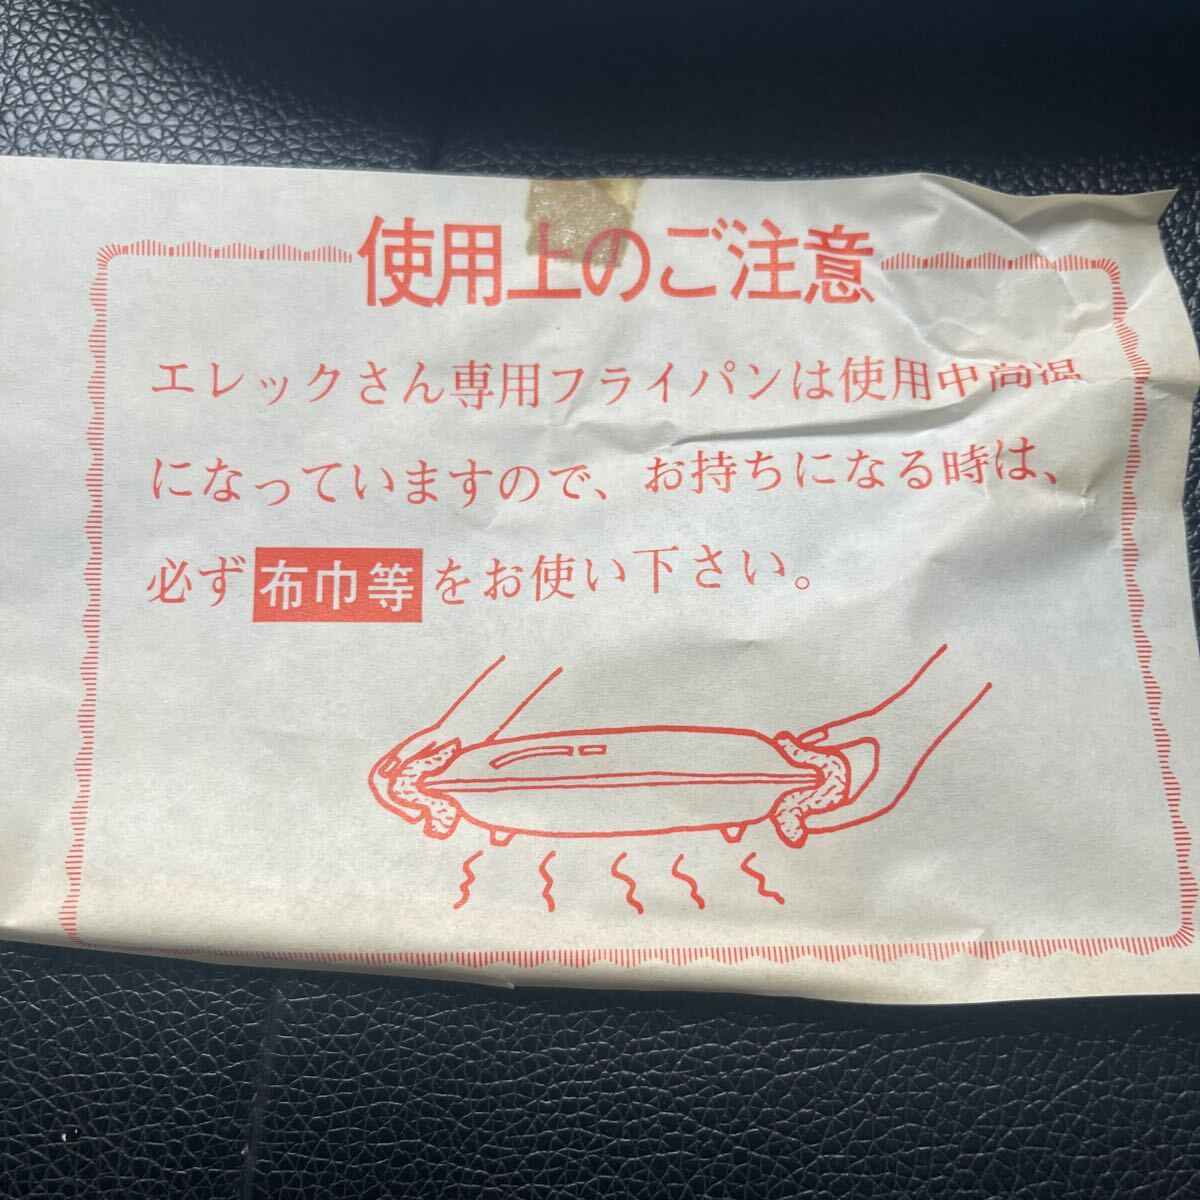 使用上のご注意
エレックさん専用フライパンは使用中高温
になっていますので、お持ちになる時は、
必ず布巾等をお使い下さい。